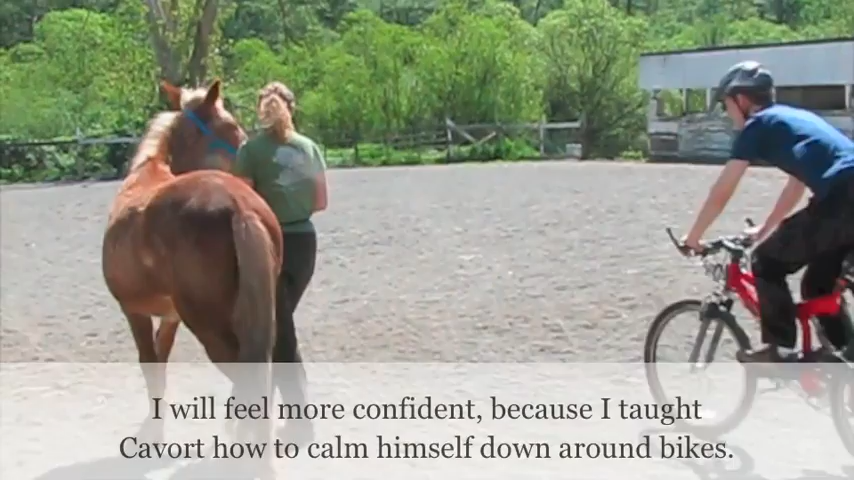 I will feel more confident, because I taught
Cavort how to calm himself down around bikes.